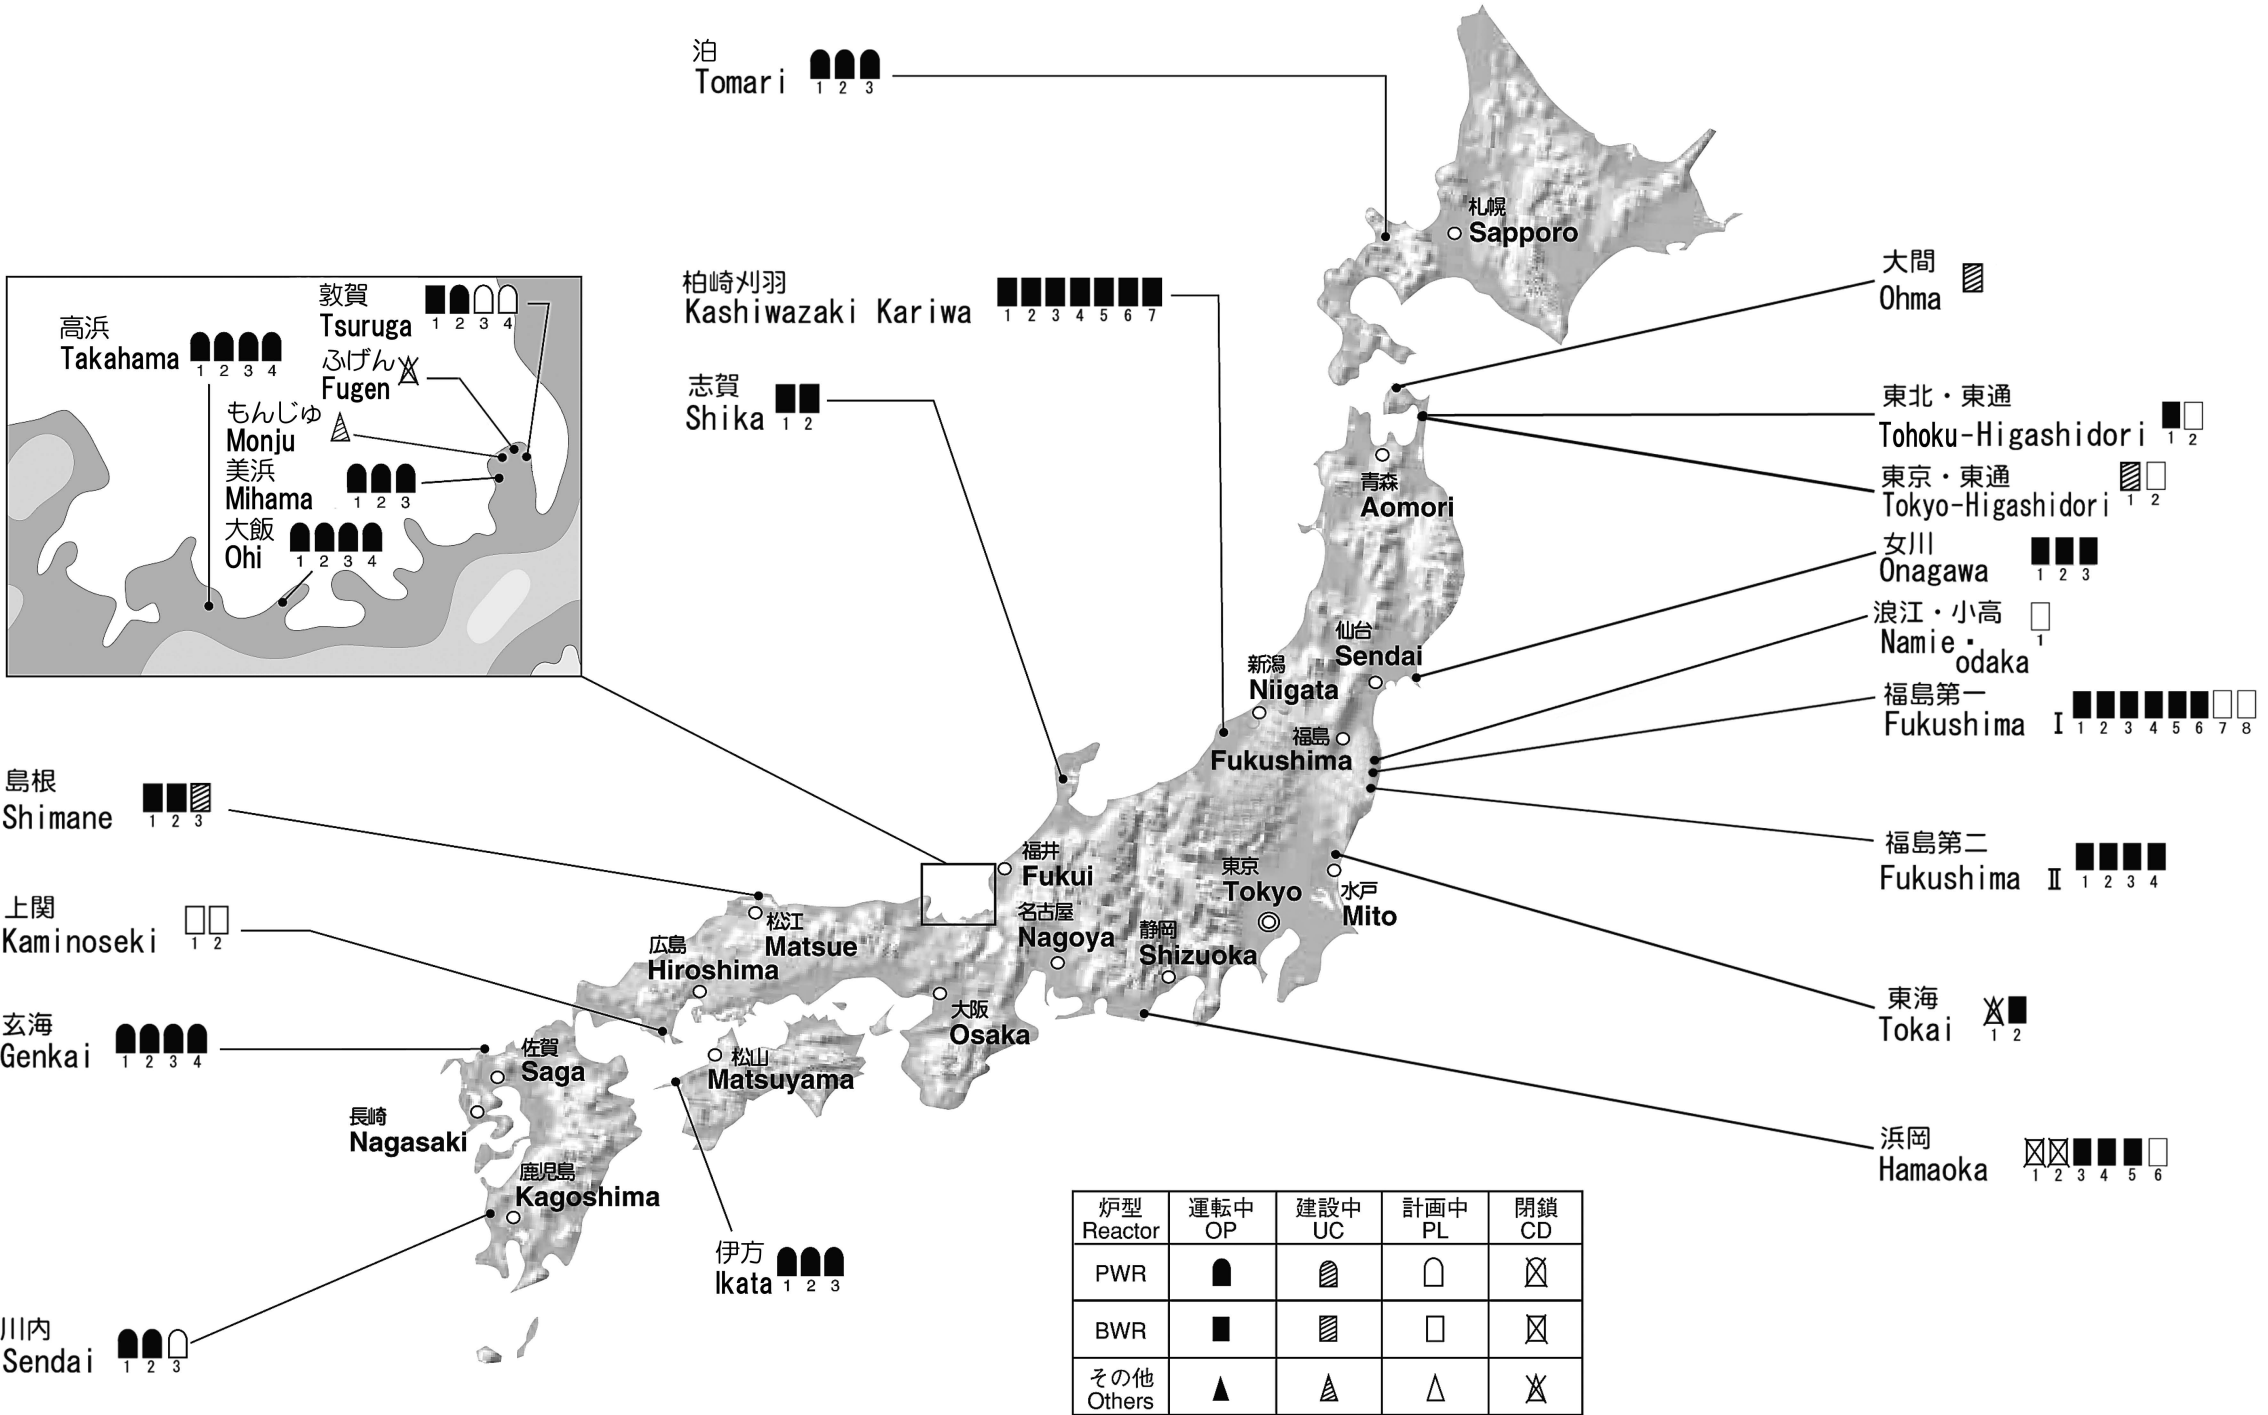 泊
Tomari
1 2 3
柏崎刈羽
Kashiwazaki Kariwa
1 2 3 4 5 6 7
志賀
Shika
1 2
敦賀
Tsuruga
1 2 3 4
高浜
Takahama
1 2 3 4
ふげん
Fugen
もんじゅ
Monju
美浜
Mihama
1 2 3
大飯
Ohi
1 2 3 4
島根
Shimane
1 2 3
上関
Kaminoseki
1 2
玄海
Genkai
1 2 3 4
川内
Sendai
1 2 3
伊方
Ikata
1 2 3
札幌
Sapporo
青森
Aomori
仙台
Sendai
新潟
Niigata
福島
Fukushima
福井
Fukui
東京
Tokyo
水戸
Mito
名古屋
Nagoya
静岡
Shizuoka
松江
Matsue
広島
Hiroshima
大阪
Osaka
松山
Matsuyama
佐賀
Saga
長崎
Nagasaki
鹿児島
Kagoshima
大間
Ohma
東北・東通
Tohoku-Higashidori
1 2
東京・東通
Tokyo-Higashidori
1 2
女川
Onagawa
1 2 3
浪江・小高
Namie・
odaka
1
福島第一
Fukushima Ⅰ
1 2 3 4 5 6 7 8
福島第二
Fukushima Ⅱ
1 2 3 4
東海
Tokai
1 2
浜岡
Hamaoka
1 2 3 4 5 6
炉型 運転中 建設中 計画中 閉鎖
Reactor OP UC PL CD
PWR
BWR
その他
Others